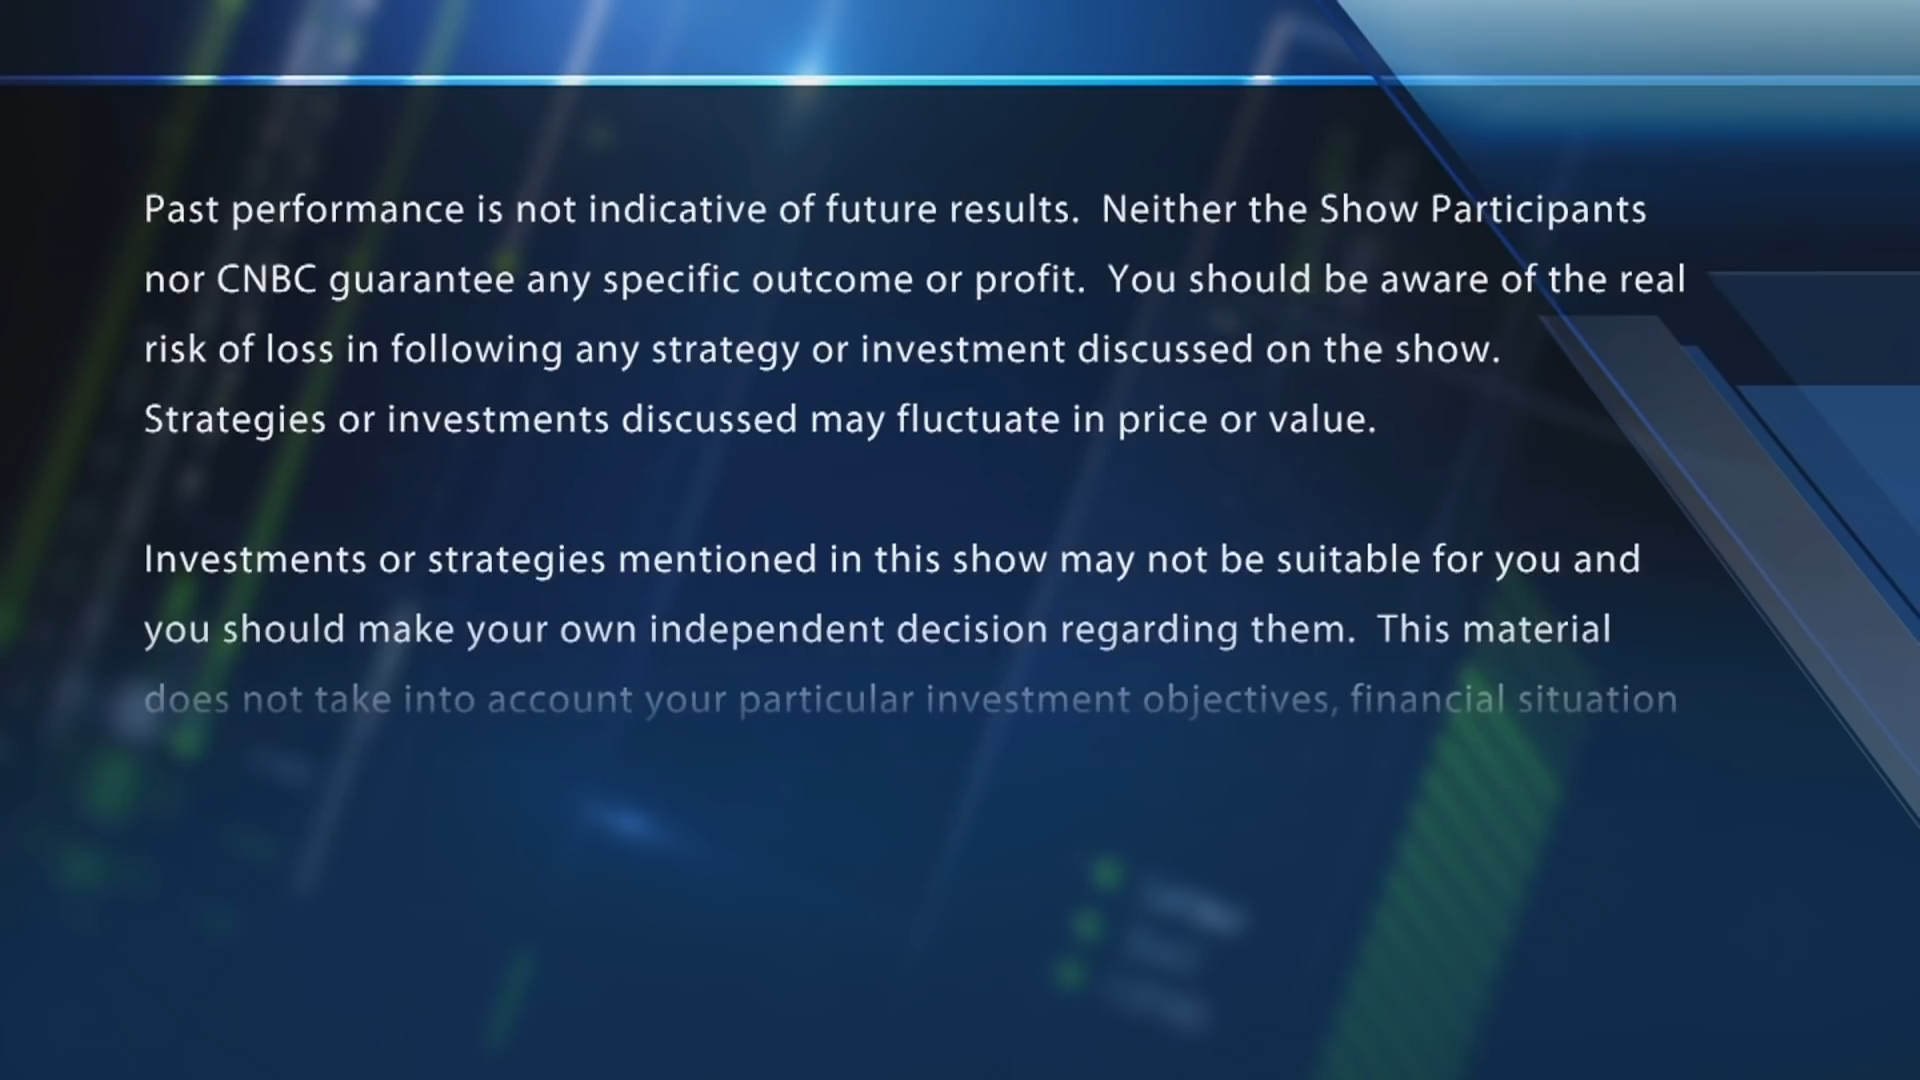 Past performance is not indicative of future results.  Neither the Show Participants
nor CNBC guarantee any specific outcome or profit.  You should be aware of the real
risk of loss in following any strategy or investment discussed on the show.
Strategies or investments discussed may fluctuate in price or value.
Investments or strategies mentioned in this show may not be suitable for you and
you should make your own independent decision regarding them.  This material
does not take into account your particular investment objectives, financial situation